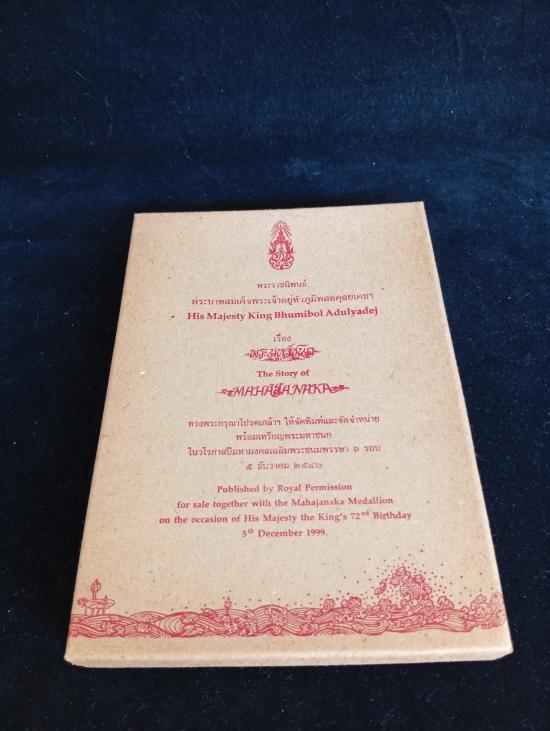 พระราชนิพนธ์
พระบาทสมเด็จพระเจ้าอยู่หัวภูมิพลอดุลยเดชฯ
His Majesty King Bhumibol Adulyadej
เรื่อง
พระมหาชนก
The Story of
MAHAJANAKA
ทรงพระกรุณาโปรดเกล้าฯ ให้จัดพิมพ์และจัดจำหน่าย
พร้อมเหรียญพระมหาชนก
ในวโรกาสปีมหามงคลเฉลิมพระชนมพรรษา ๖ รอบ
๕ ธันวาคม ๒๕๔๒
Published by Royal Permission
for sale together with the Mahajanaka Medallion
on the occasion of His Majesty the King's 72nd Birthday
5th December 1999.